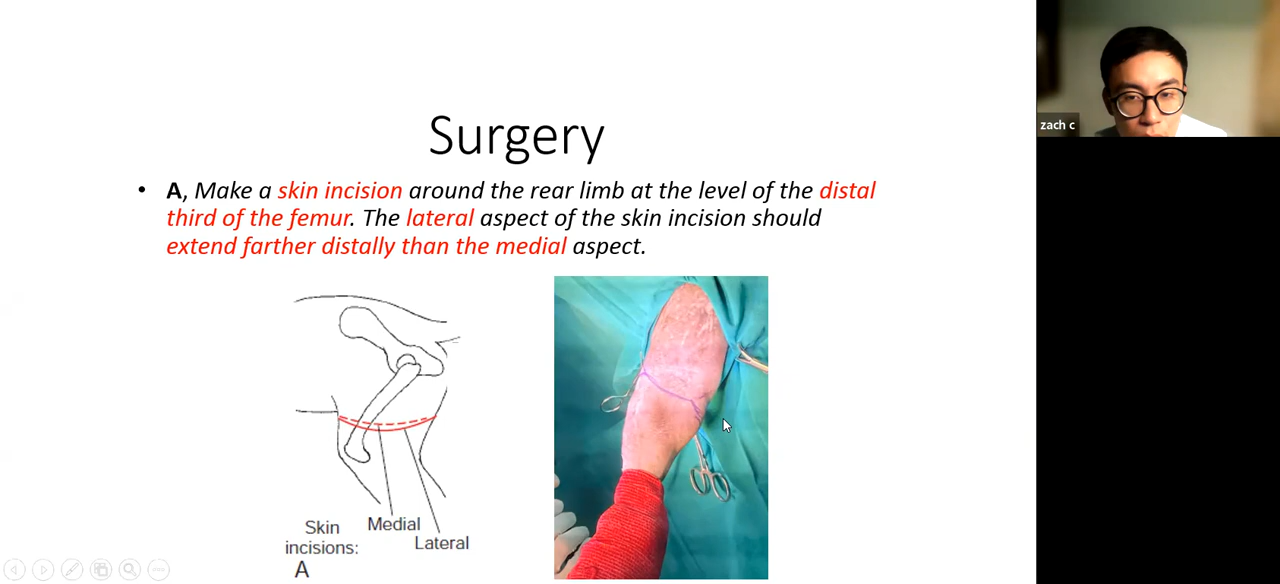 Surgery
• A, Make a skin incision around the rear limb at the level of the distal
third of the femur. The lateral aspect of the skin incision should
extend farther distally than the medial aspect.
Skin
incisions:
A
Medial
Lateral
zach c